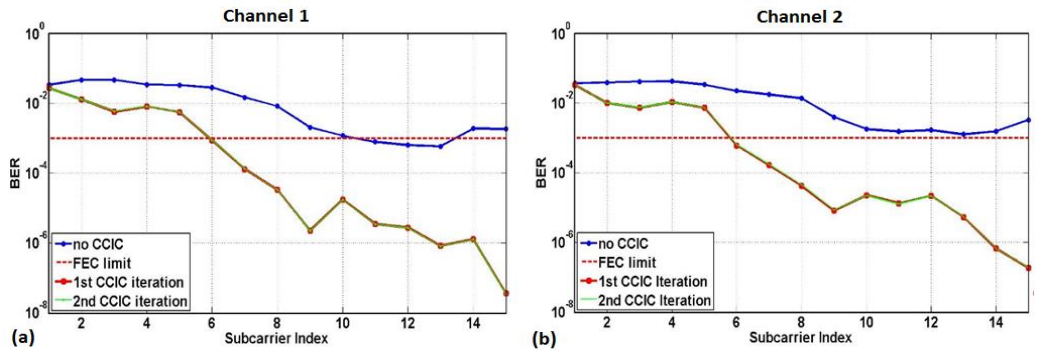 Channel 1
10^0
10^-2
10^-4
10^-6
10^-8
BER
no CCIC
FEC limit
1st CCIC iteration
2nd CCIC iteration
2 4 6 8 10 12 14
Subcarrier Index
(a)
Channel 2
10^0
10^-2
10^-4
10^-6
10^-8
BER
no CCIC
FEC limit
1st CCIC Iteration
2nd CCIC Iteration
2 4 6 8 10 12 14
Subcarrier Index
(b)